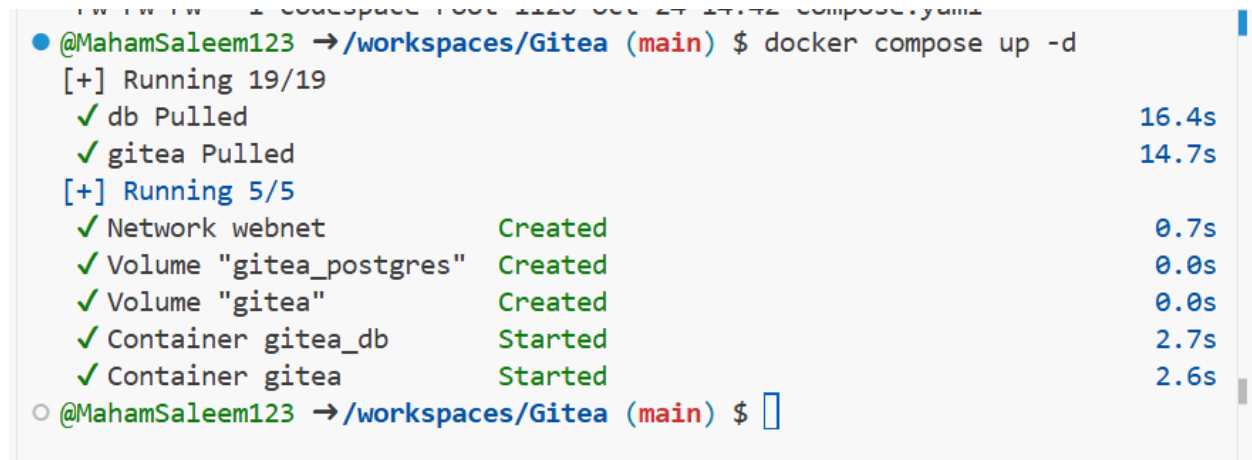 @MahamSaleem123 →/workspaces/Gitea (main) $ docker compose up -d
[+] Running 19/19
✓ db Pulled 16.4s
✓ gitea Pulled 14.7s
[+] Running 5/5
✓ Network webnet Created 0.7s
✓ Volume "gitea_postgres" Created 0.0s
✓ Volume "gitea" Created 0.0s
✓ Container gitea_db Started 2.7s
✓ Container gitea Started 2.6s
@MahamSaleem123 →/workspaces/Gitea (main) $